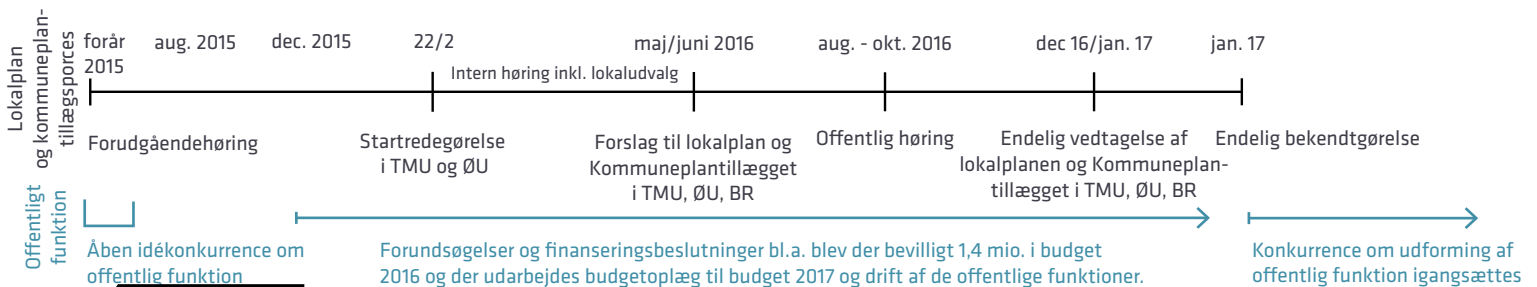 Lokalplan
og kommuneplan-
tillægsporces
forår
2015
aug. 2015
dec. 2015
22/2
maj/juni 2016
aug. - okt. 2016
dec 16/jan. 17
jan. 17
Intern høring inkl. lokaludvalg
Forudgåendehøring
Startredegørelse
i TMU og ØU
Forslag til lokalplan og
Kommuneplantillægget
i TMU, ØU, BR
Offentlig høring
Endelig vedtagelse af
lokalplanen og Kommuneplan-
tillægget i TMU, ØU, BR
Endelig bekendtgørelse
Offentligt
funktion
Åben idékonkurrence om
offentlig funktion
Forundsøgelser og finanseringsbeslutninger bl.a. blev der bevilligt 1,4 mio. i budget
2016 og der udarbejdes budgetoplæg til budget 2017 og drift af de offentlige funktioner.
Konkurrence om udforming af
offentlig funktion igangsættes